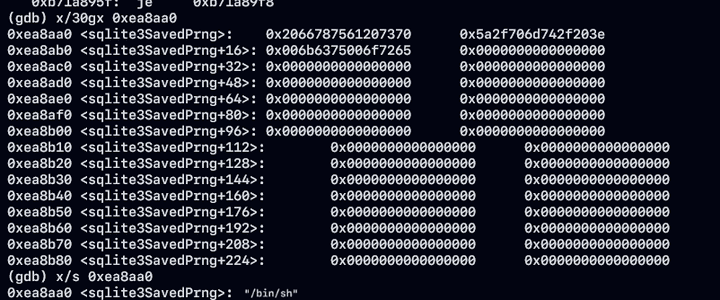 0xb71a895f: je 0xb71a89f8
(gdb) x/30gx 0xea8aa0
0xea8aa0 <sqlite3SavedPrng>: 0x2066787561207370 0x5a2f706d742f203e
0xea8ab0 <sqlite3SavedPrng+16>: 0x006b6375006f7265 0x0000000000000000
0xea8ac0 <sqlite3SavedPrng+32>: 0x0000000000000000 0x0000000000000000
0xea8ad0 <sqlite3SavedPrng+48>: 0x0000000000000000 0x0000000000000000
0xea8ae0 <sqlite3SavedPrng+64>: 0x0000000000000000 0x0000000000000000
0xea8af0 <sqlite3SavedPrng+80>: 0x0000000000000000 0x0000000000000000
0xea8b00 <sqlite3SavedPrng+96>: 0x0000000000000000 0x0000000000000000
0xea8b10 <sqlite3SavedPrng+112>: 0x0000000000000000 0x0000000000000000
0xea8b20 <sqlite3SavedPrng+128>: 0x0000000000000000 0x0000000000000000
0xea8b30 <sqlite3SavedPrng+144>: 0x0000000000000000 0x0000000000000000
0xea8b40 <sqlite3SavedPrng+160>: 0x0000000000000000 0x0000000000000000
0xea8b50 <sqlite3SavedPrng+176>: 0x0000000000000000 0x0000000000000000
0xea8b60 <sqlite3SavedPrng+192>: 0x0000000000000000 0x0000000000000000
0xea8b70 <sqlite3SavedPrng+208>: 0x0000000000000000 0x0000000000000000
0xea8b80 <sqlite3SavedPrng+224>: 0x0000000000000000 0x0000000000000000
(gdb) x/s 0xea8aa0
0xea8aa0 <sqlite3SavedPrng>: "/bin/sh"